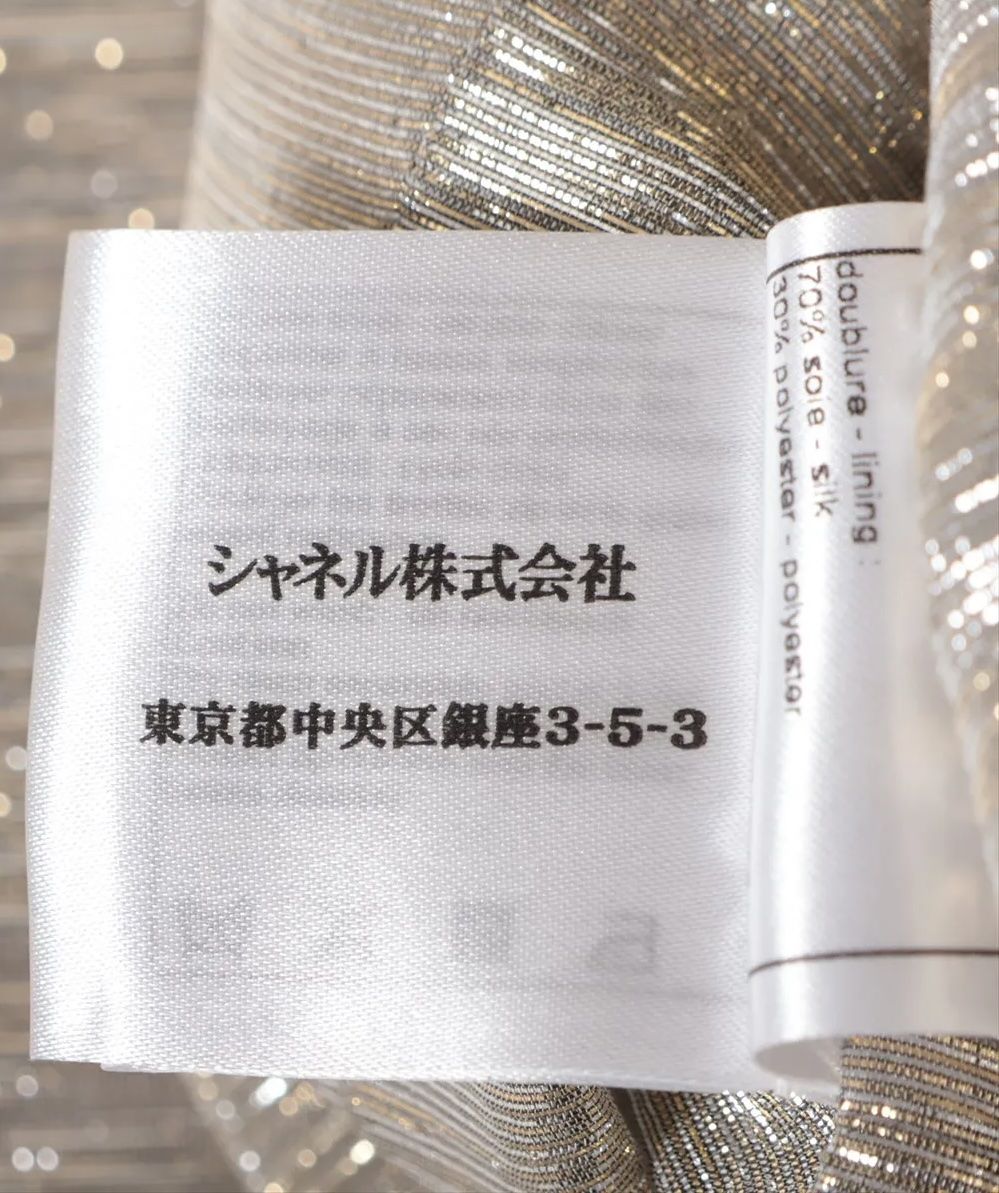 シャネル株式会社
東京都中央区銀座3-5-3
doublure - lining :
70% soie - silk
30% polyester - polyester